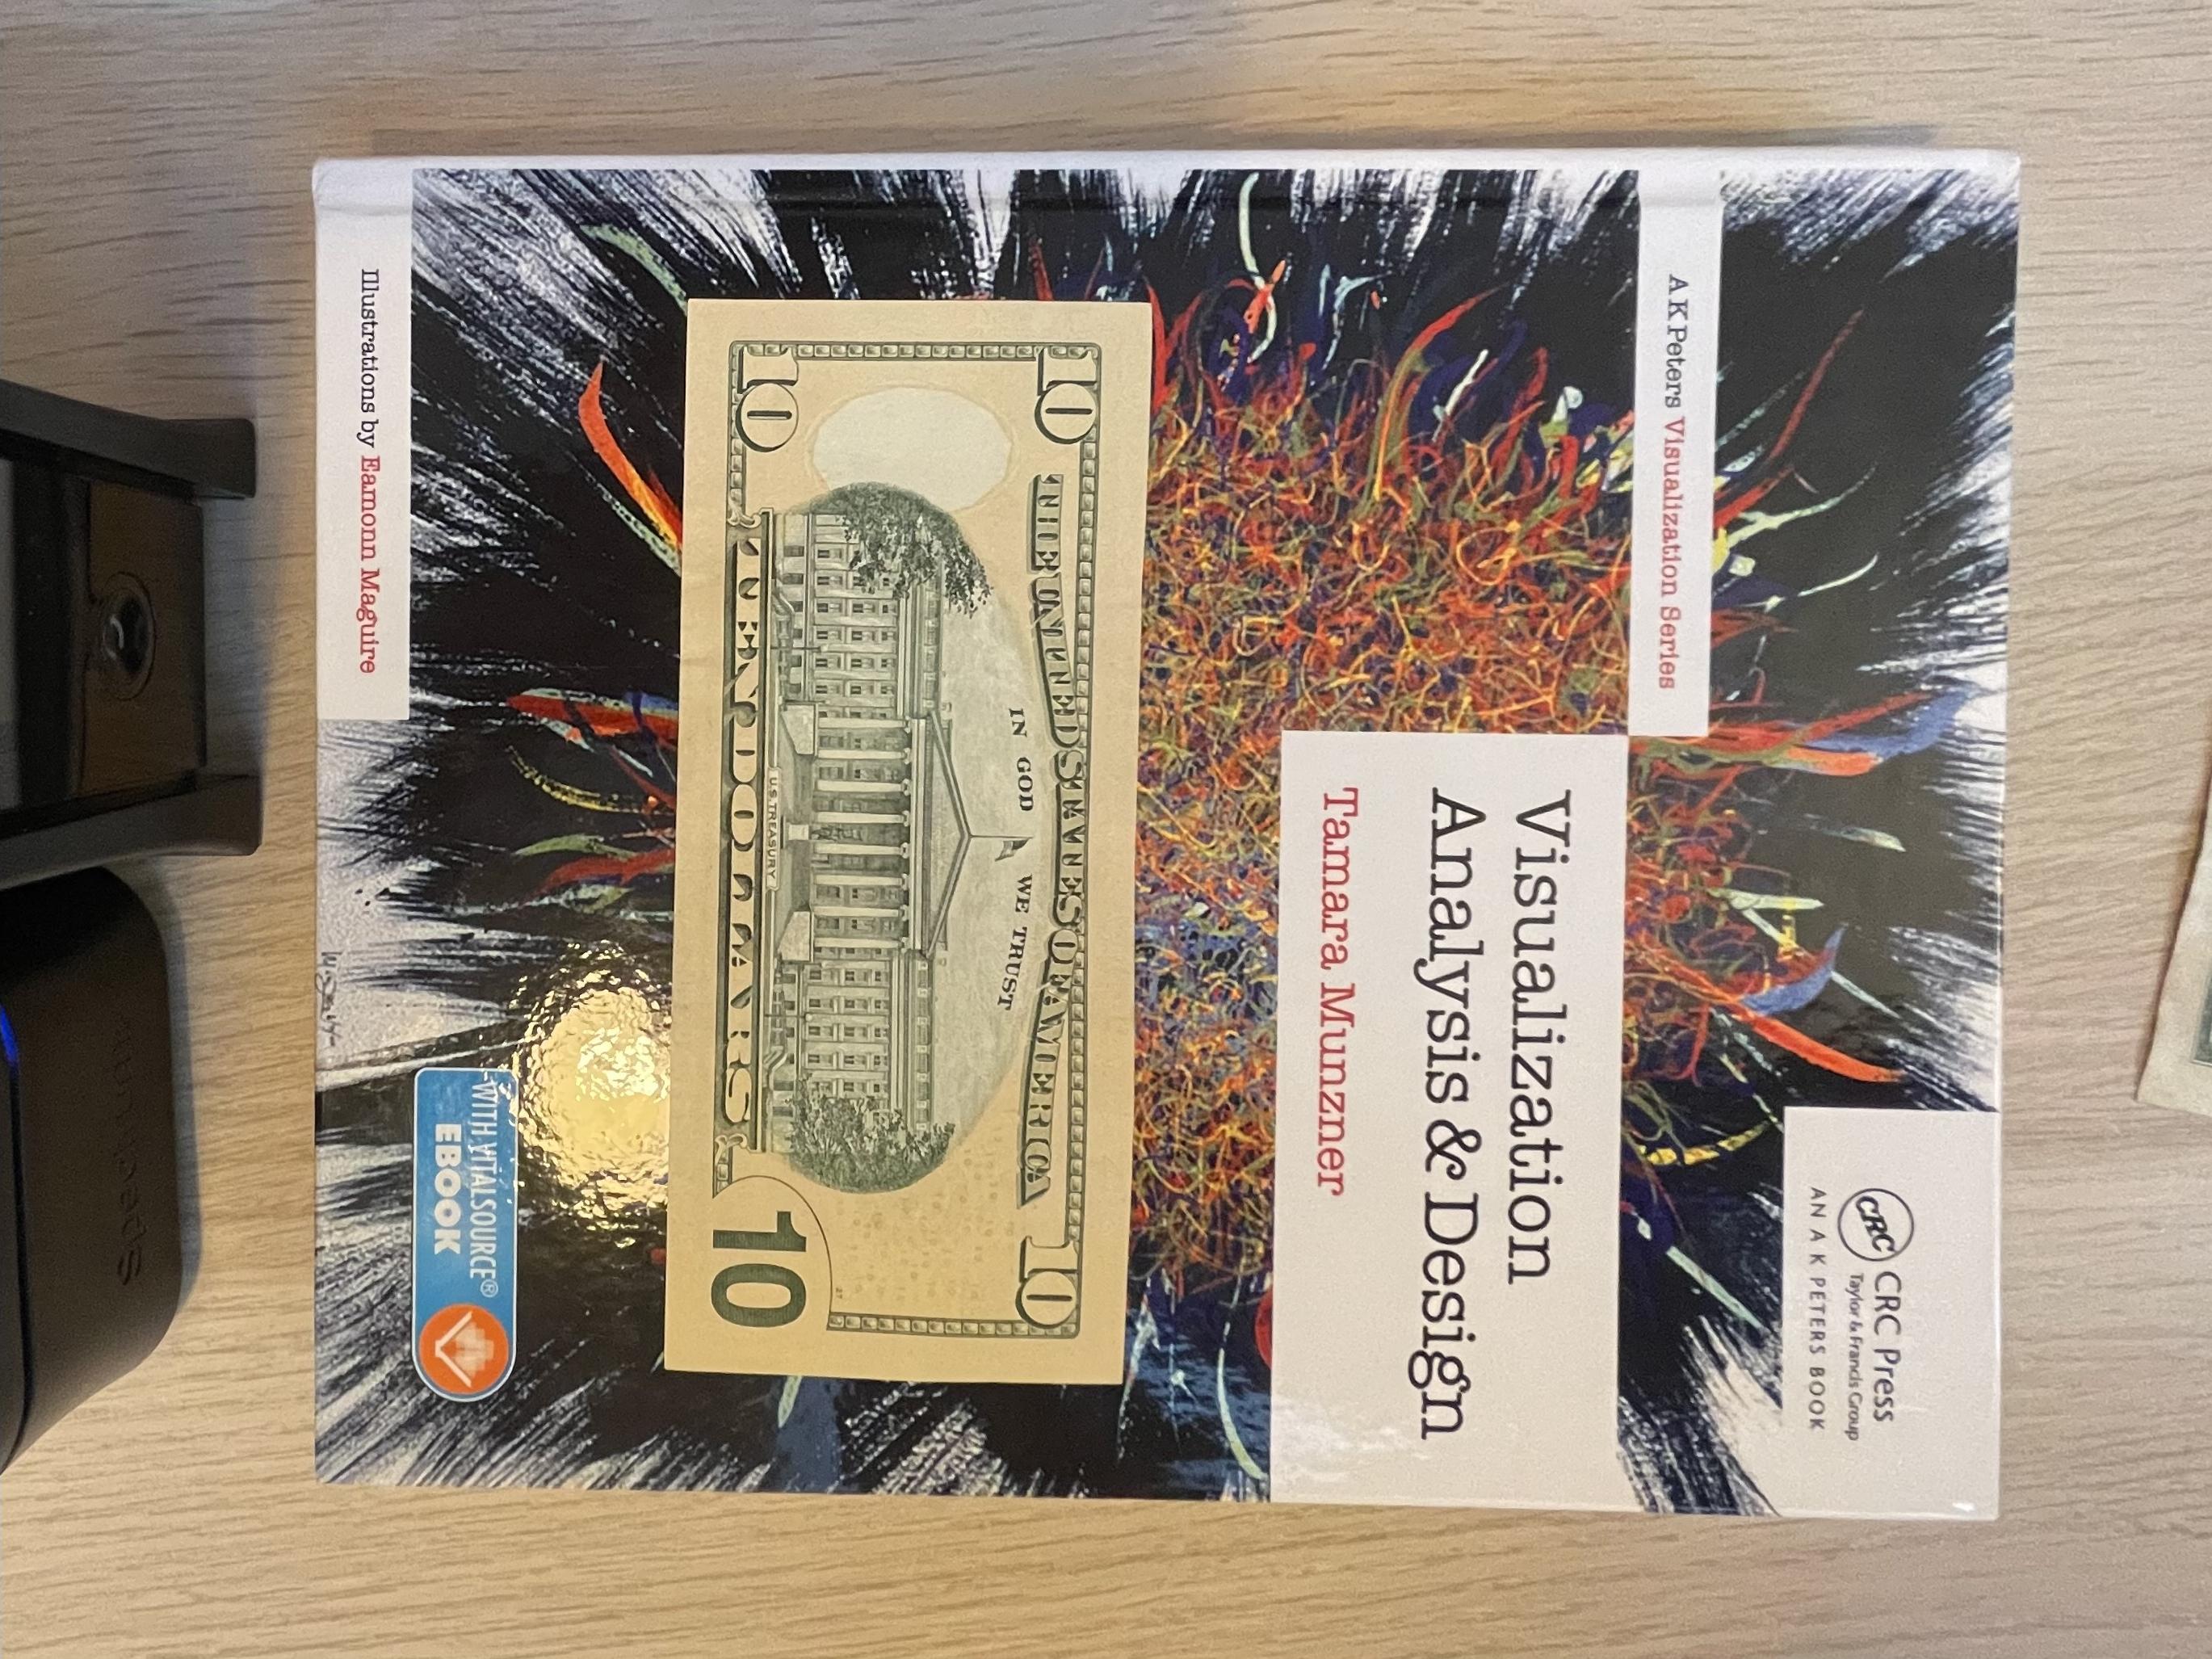 CRC Press
Taylor & Francis Group
AN A K PETERS BOOK
A K Peters Visualization Series
Visualization
Analysis & Design
Tamara Munzner
10 THE UNITED STATES OF AMERICA 10
IN GOD WE TRUST
U.S. TREASURY
10 TEN DOLLARS 10
WITH VITALSOURCE®
EBOOK
Illustrations by Eamonn Maguire